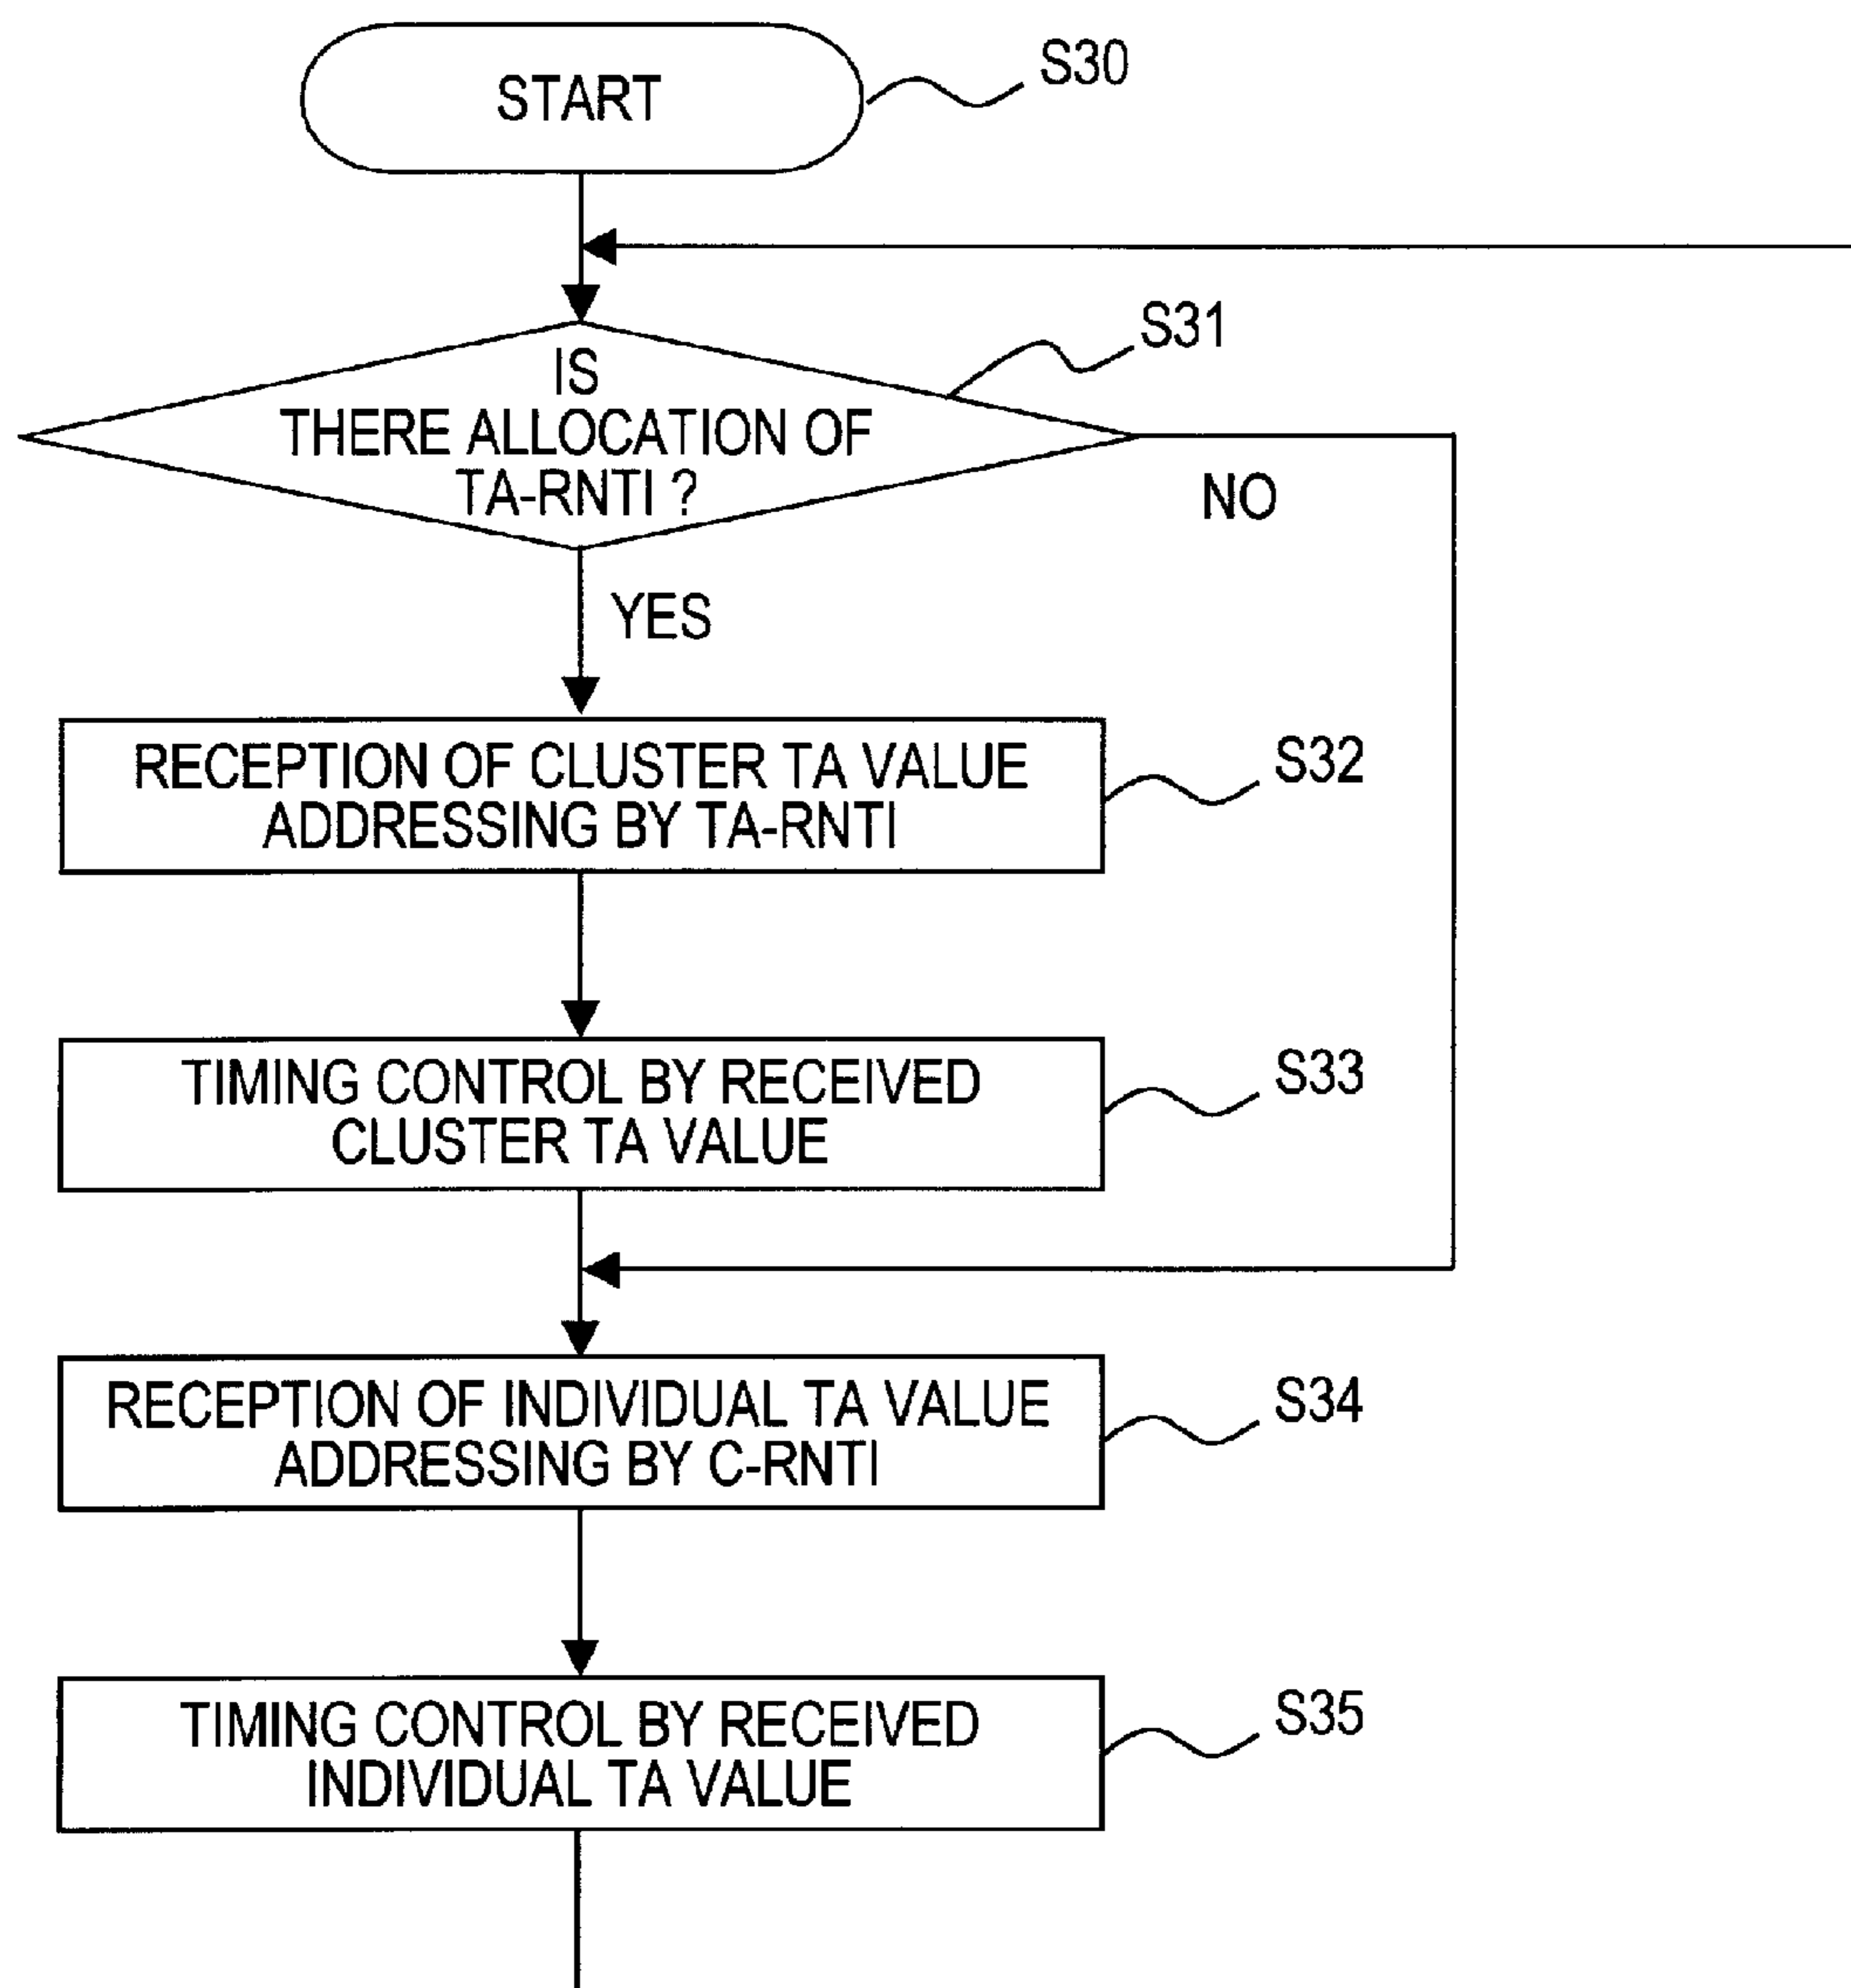 START
S30
IS
THERE ALLOCATION OF
TA-RNTI ?
S31
NO
YES
RECEPTION OF CLUSTER TA VALUE
ADDRESSING BY TA-RNTI
S32
TIMING CONTROL BY RECEIVED
CLUSTER TA VALUE
S33
RECEPTION OF INDIVIDUAL TA VALUE
ADDRESSING BY C-RNTI
S34
TIMING CONTROL BY RECEIVED
INDIVIDUAL TA VALUE
S35